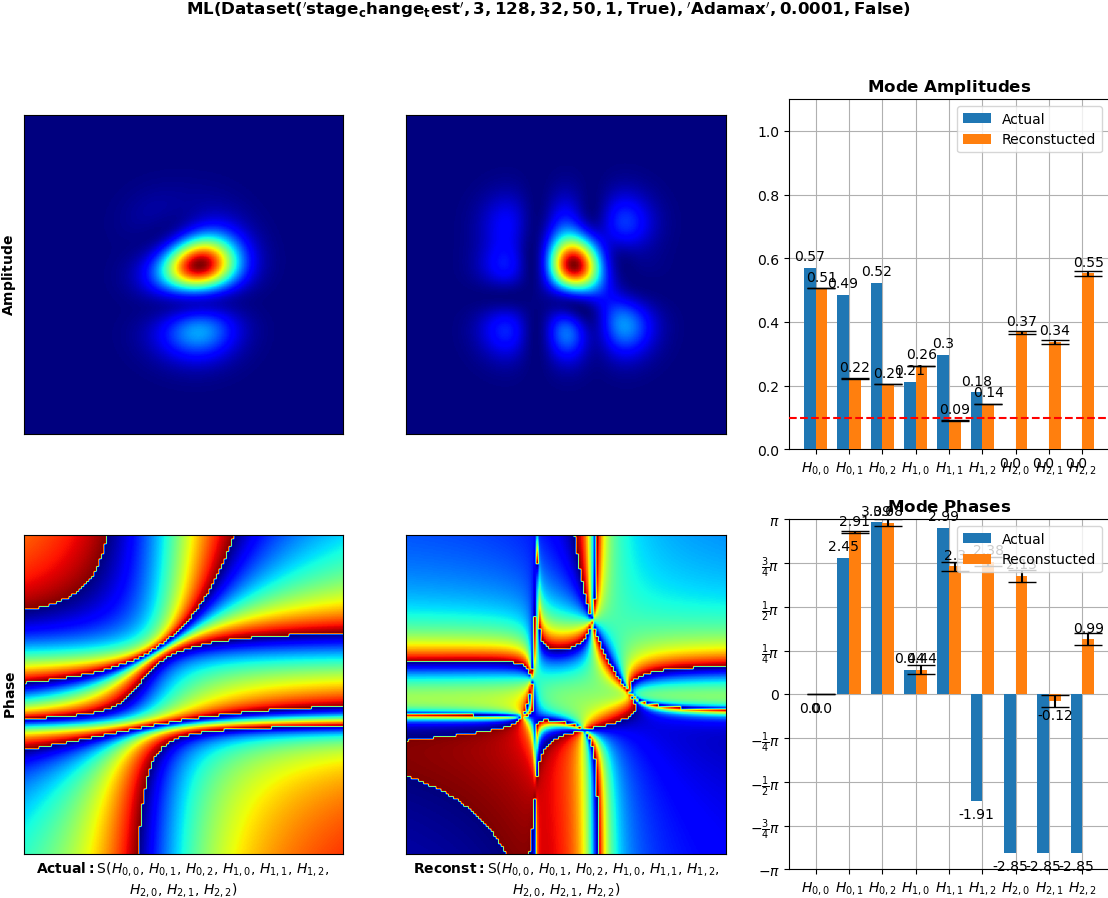 ML(Dataset('stage_change_test', 3, 128, 32, 50, 1, True), 'Adamax', 0.0001, False)
Amplitude
Mode Amplitudes
Actual
Reconstucted
1.0
0.8
0.6
0.4
0.2
0.0
0.57
0.51
0.49
0.22
0.52
0.21
0.21
0.26
0.3
0.09
0.18
0.14
0.0
0.37
0.0
0.34
0.0
0.55
H0,0 H0,1 H0,2 H1,0 H1,1 H1,2 H2,0 H2,1 H2,2
Phase
Mode Phases
Actual
Reconstucted
π
3/4π
1/2π
1/4π
0
−1/4π
−1/2π
−3/4π
−π
0.0
0.0
2.45
2.91
0.44
0.44
2.99
-1.91
2.38
-2.85
-2.85
-0.12
-2.85
0.99
H0,0 H0,1 H0,2 H1,0 H1,1 H1,2 H2,0 H2,1 H2,2
Actual: S(H0,0, H0,1, H0,2, H1,0, H1,1, H1,2,
H2,0, H2,1, H2,2)
Reconst: S(H0,0, H0,1, H0,2, H1,0, H1,1, H1,2,
H2,0, H2,1, H2,2)